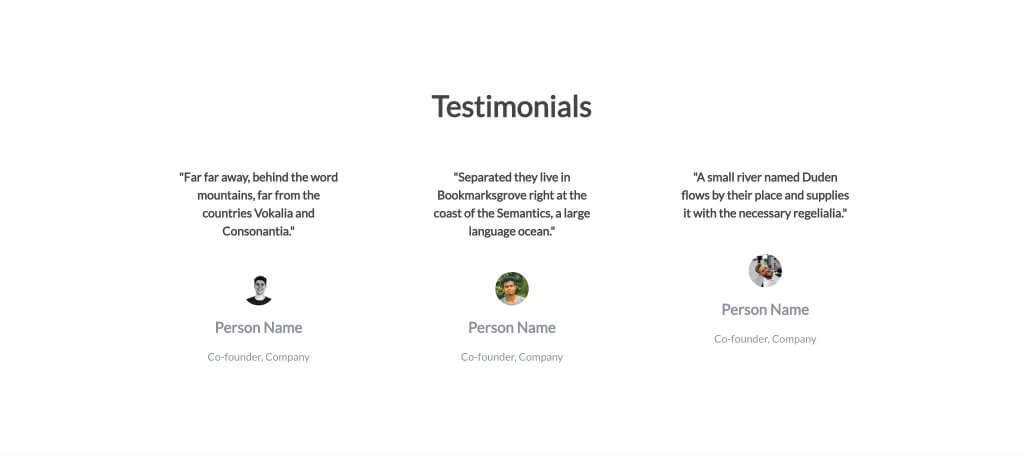 Testimonials
"Far far away, behind the word
mountains, far from the
countries Vokalia and
Consonantia."
Person Name
Co-founder, Company
"Separated they live in
Bookmarksgrove right at the
coast of the Semantics, a large
language ocean."
Person Name
Co-founder, Company
"A small river named Duden
flows by their place and supplies
it with the necessary regelialia."
Person Name
Co-founder, Company